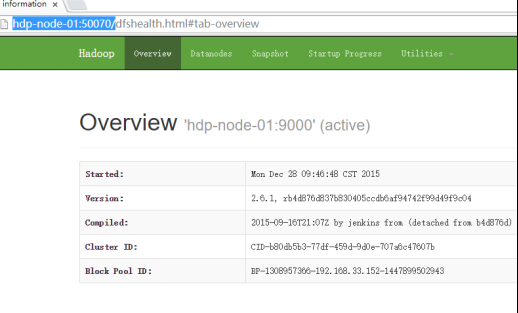 information ×
hdp-node-01:50070/dfshealth.html#tab-overview
Hadoop Overview Datanodes Snapshot Startup Progress Utilities
Overview 'hdp-node-01:9000' (active)
Started: Mon Dec 28 09:46:48 CST 2015
Version: 2.6.1, rb4d876d837b830405ccdb6af94742f99d49f9c04
Compiled: 2015-09-16T21:07Z by jenkins from (detached from b4d876d)
Cluster ID: CID-b80db5b3-77df-459d-9d0e-707a6c47607b
Block Pool ID: BP-1308957366-192.168.33.152-1447899502943